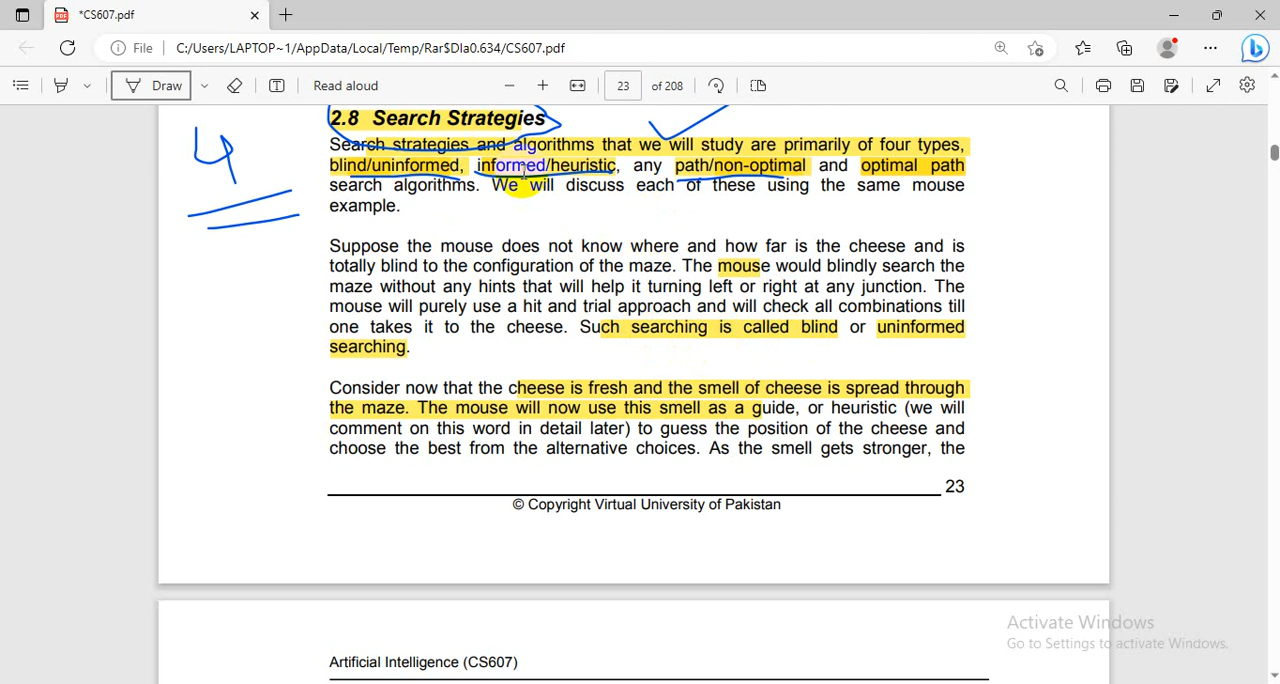 *CS607.pdf
File
C:/Users/LAPTOP~1/AppData/Local/Temp/Rar$DIa0.634/CS607.pdf
Draw
Read aloud
23
of 208
2.8 Search Strategies
4
Search strategies and algorithms that we will study are primarily of four types,
blind/uninformed, informed/heuristic, any path/non-optimal and optimal path
search algorithms. We will discuss each of these using the same mouse
example.
Suppose the mouse does not know where and how far is the cheese and is
totally blind to the configuration of the maze. The mouse would blindly search the
maze without any hints that will help it turning left or right at any junction. The
mouse will purely use a hit and trial approach and will check all combinations till
one takes it to the cheese. Such searching is called blind or uninformed
searching.
Consider now that the cheese is fresh and the smell of cheese is spread through
the maze. The mouse will now use this smell as a guide, or heuristic (we will
comment on this word in detail later) to guess the position of the cheese and
choose the best from the alternative choices. As the smell gets stronger, the
23
© Copyright Virtual University of Pakistan
Activate Windows
Go to Settings to activate Windows.
Artificial Intelligence (CS607)